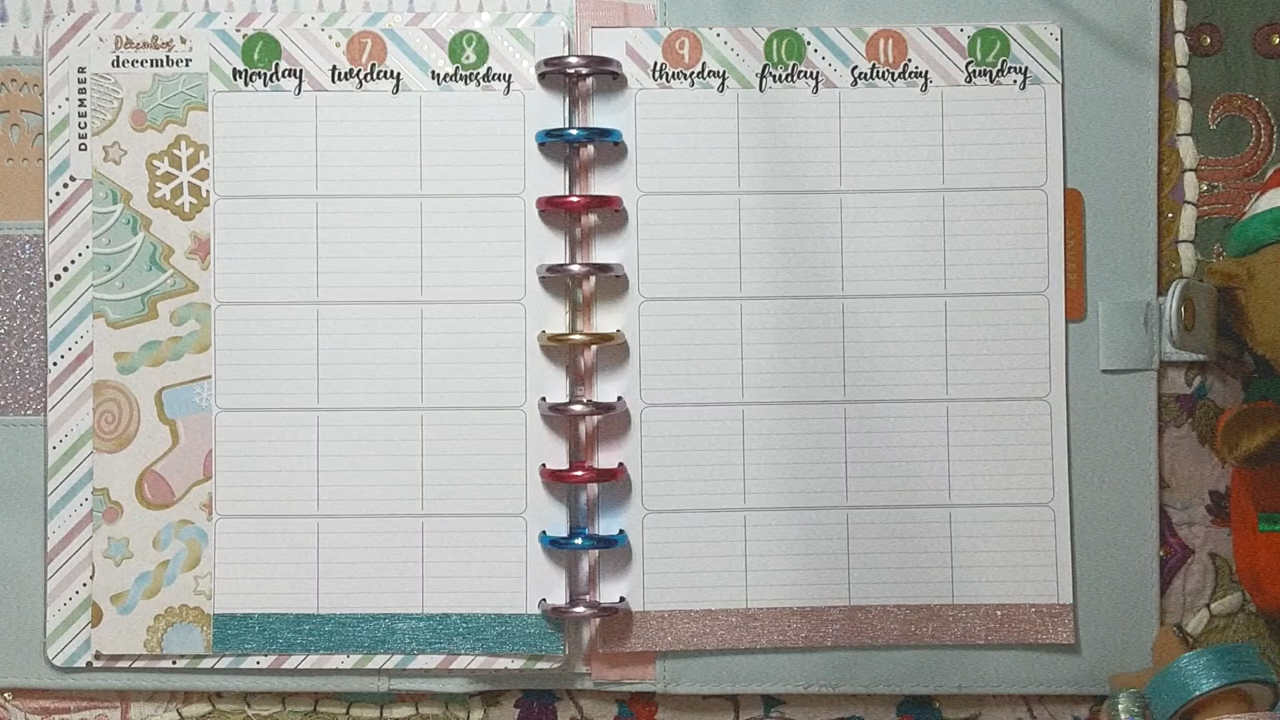 December
december
DECEMBER
6
monday
7
tuesday
8
wednesday
9
thursday
10
friday
11
saturday
12
Sunday